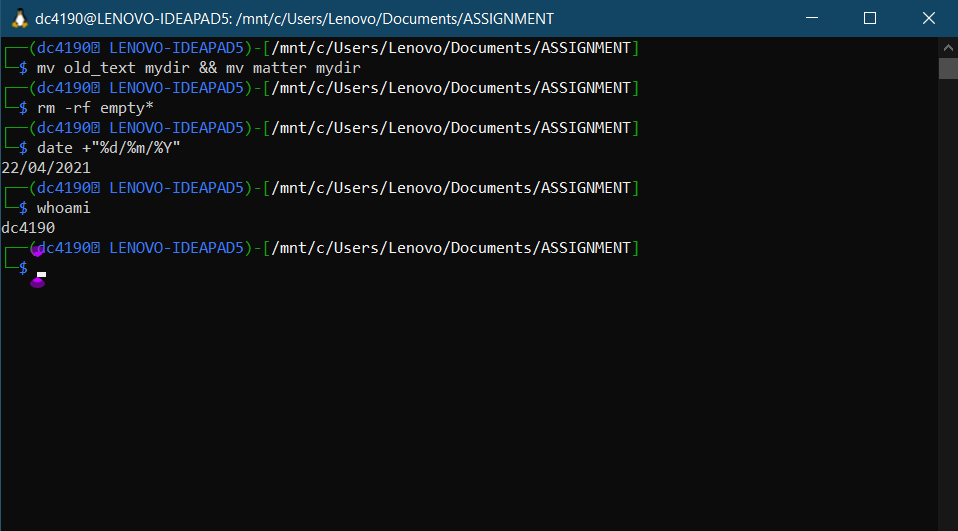 dc4190@LENOVO-IDEAPAD5: /mnt/c/Users/Lenovo/Documents/ASSIGNMENT
┌──(dc4190㉿ LENOVO-IDEAPAD5)-[/mnt/c/Users/Lenovo/Documents/ASSIGNMENT]
└─$ mv old_text mydir && mv matter mydir
┌──(dc4190㉿ LENOVO-IDEAPAD5)-[/mnt/c/Users/Lenovo/Documents/ASSIGNMENT]
└─$ rm -rf empty*
┌──(dc4190㉿ LENOVO-IDEAPAD5)-[/mnt/c/Users/Lenovo/Documents/ASSIGNMENT]
└─$ date +"%d/%m/%Y"
22/04/2021
┌──(dc4190㉿ LENOVO-IDEAPAD5)-[/mnt/c/Users/Lenovo/Documents/ASSIGNMENT]
└─$ whoami
dc4190
┌──(dc4190㉿ LENOVO-IDEAPAD5)-[/mnt/c/Users/Lenovo/Documents/ASSIGNMENT]
└─$